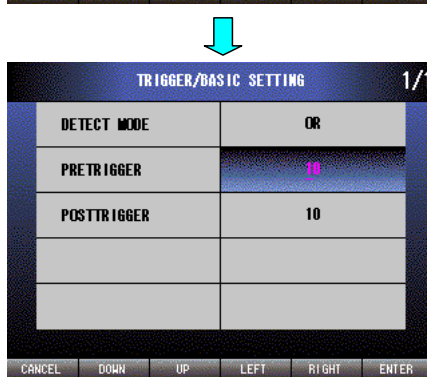 TRIGGER/BASIC SETTING 1/1
DETECT MODE OR
PRETRIGGER 10
POSTTRIGGER 10
CANCEL DOWN UP LEFT RIGHT ENTER